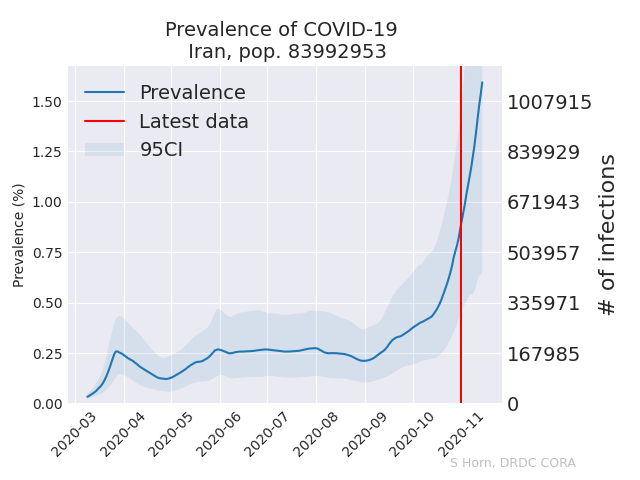 Prevalence of COVID-19
Iran, pop. 83992953
Prevalence
Latest data
95CI
Prevalence (%)
1.50
1.25
1.00
0.75
0.50
0.25
0.00
1007915
839929
671943
503957
335971
167985
0
# of infections
2020-03
2020-04
2020-05
2020-06
2020-07
2020-08
2020-09
2020-10
2020-11
S Horn, DRDC CORA